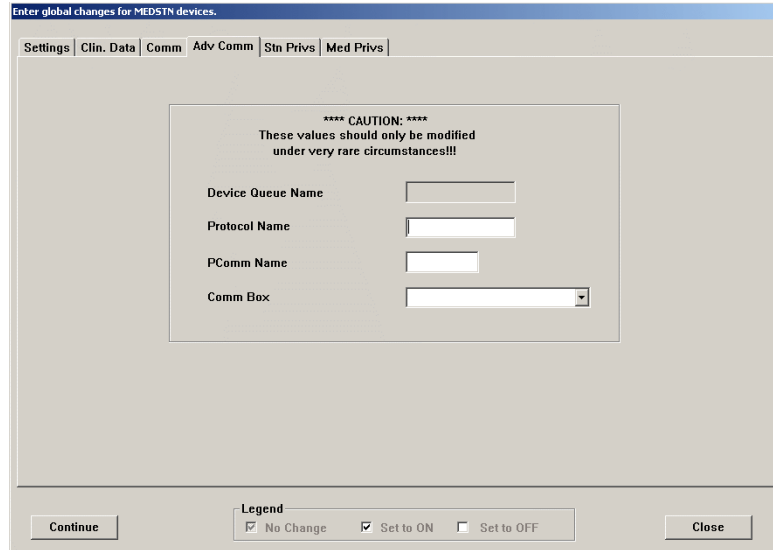 Enter global changes for MEDSTN devices.
Settings Clin. Data Comm Adv Comm Stn Privs Med Privs
**** CAUTION: ****
These values should only be modified
under very rare circumstances!!!
Device Queue Name
Protocol Name
PComm Name
Comm Box
Legend
Continue No Change Set to ON Set to OFF Close